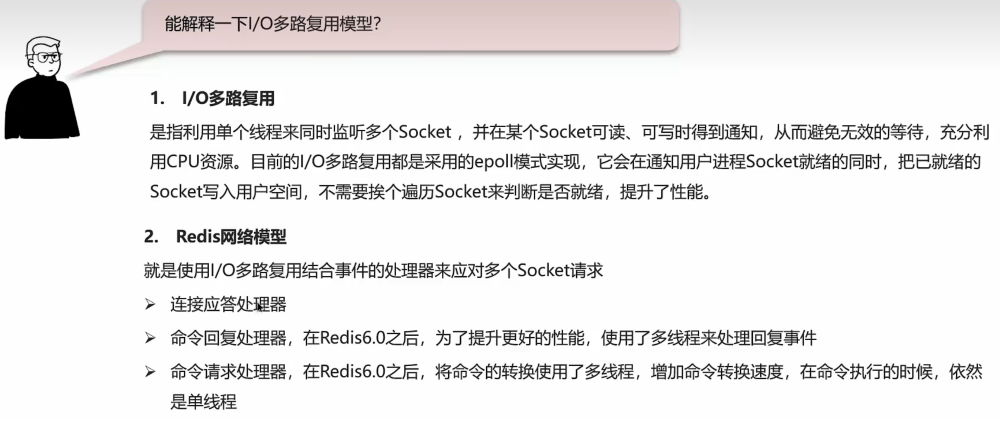 能解释一下I/O多路复用模型？
1. I/O多路复用
是指利用单个线程来同时监听多个Socket ，并在某个Socket可读、可写时得到通知，从而避免无效的等待，充分利
用CPU资源。目前的I/O多路复用都是采用的epoll模式实现，它会在通知用户进程Socket就绪的同时，把已就绪的
Socket写入用户空间，不需要挨个遍历Socket来判断是否就绪，提升了性能。
2. Redis网络模型
就是使用I/O多路复用结合事件的处理器来应对多个Socket请求
➢ 连接应答处理器
➢ 命令回复处理器，在Redis6.0之后，为了提升更好的性能，使用了多线程来处理回复事件
➢ 命令请求处理器，在Redis6.0之后，将命令的转换使用了多线程，增加命令转换速度，在命令执行的时候，依然
是单线程